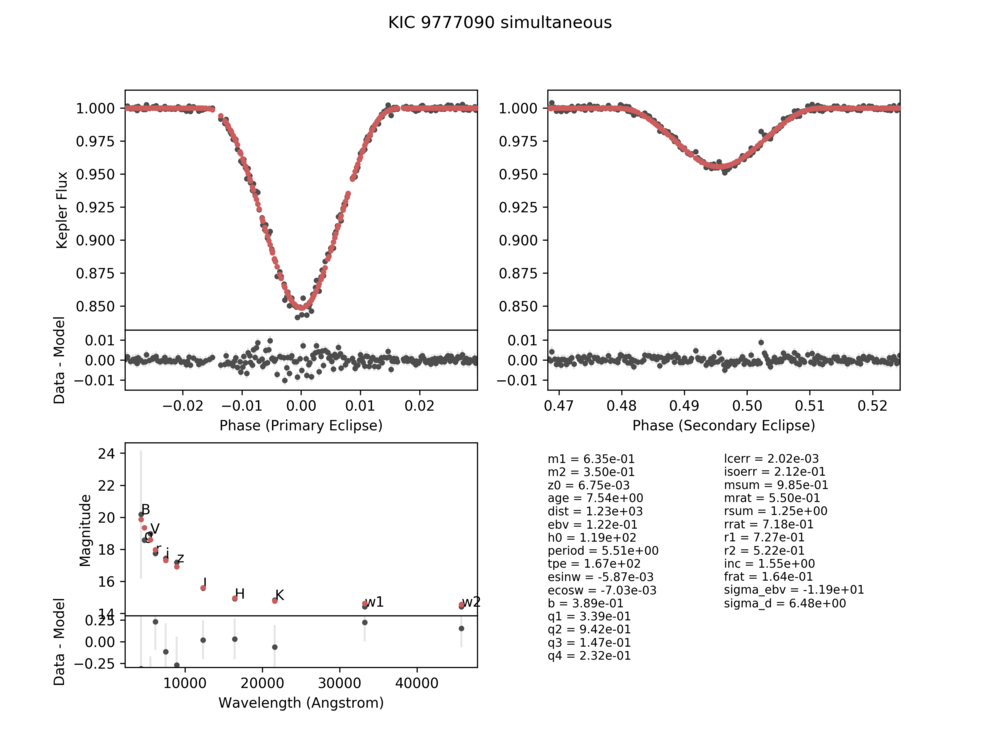 KIC 9777090 simultaneous
1.000
0.975
0.950
0.925
0.900
0.875
0.850
Kepler Flux
1.000
0.975
0.950
0.925
0.900
0.875
0.850
0.01
0.00
−0.01
Data - Model
0.01
0.00
−0.01
−0.02 −0.01 0.00 0.01 0.02
Phase (Primary Eclipse)
0.47 0.48 0.49 0.50 0.51 0.52
Phase (Secondary Eclipse)
24
22
20
18
16
14
Magnitude
B
g
V
r
i
z
J
H
K
w1
w2
0.25
0.00
−0.25
Data - Model
10000 20000 30000 40000
Wavelength (Angstrom)
m1 = 6.35e-01
m2 = 3.50e-01
z0 = 6.75e-03
age = 7.54e+00
dist = 1.23e+03
ebv = 1.22e-01
h0 = 1.19e+02
period = 5.51e+00
tpe = 1.67e+02
esinw = -5.87e-03
ecosw = -7.03e-03
b = 3.89e-01
q1 = 3.39e-01
q2 = 9.42e-01
q3 = 1.47e-01
q4 = 2.32e-01
lcerr = 2.02e-03
isoerr = 2.12e-01
msum = 9.85e-01
mrat = 5.50e-01
rsum = 1.25e+00
rrat = 7.18e-01
r1 = 7.27e-01
r2 = 5.22e-01
inc = 1.55e+00
frat = 1.64e-01
sigma_ebv = -1.19e+01
sigma_d = 6.48e+00